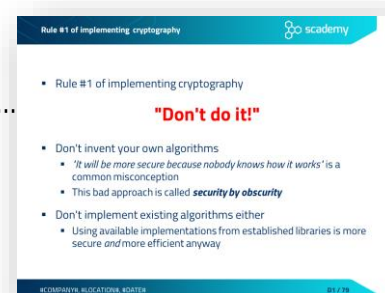 Rule #1 of implementing cryptography
scademy
▪ Rule #1 of implementing cryptography
...
"Don't do it!"
▪ Don't invent your own algorithms
▪ "It will be more secure because nobody knows how it works" is a
common misconception
▪ This bad approach is called security by obscurity
▪ Don't implement existing algorithms either
▪ Using available implementations from established libraries is more
secure and more efficient anyway
#COMPANY#, #LOCATION#, #DATE#
01 / 79